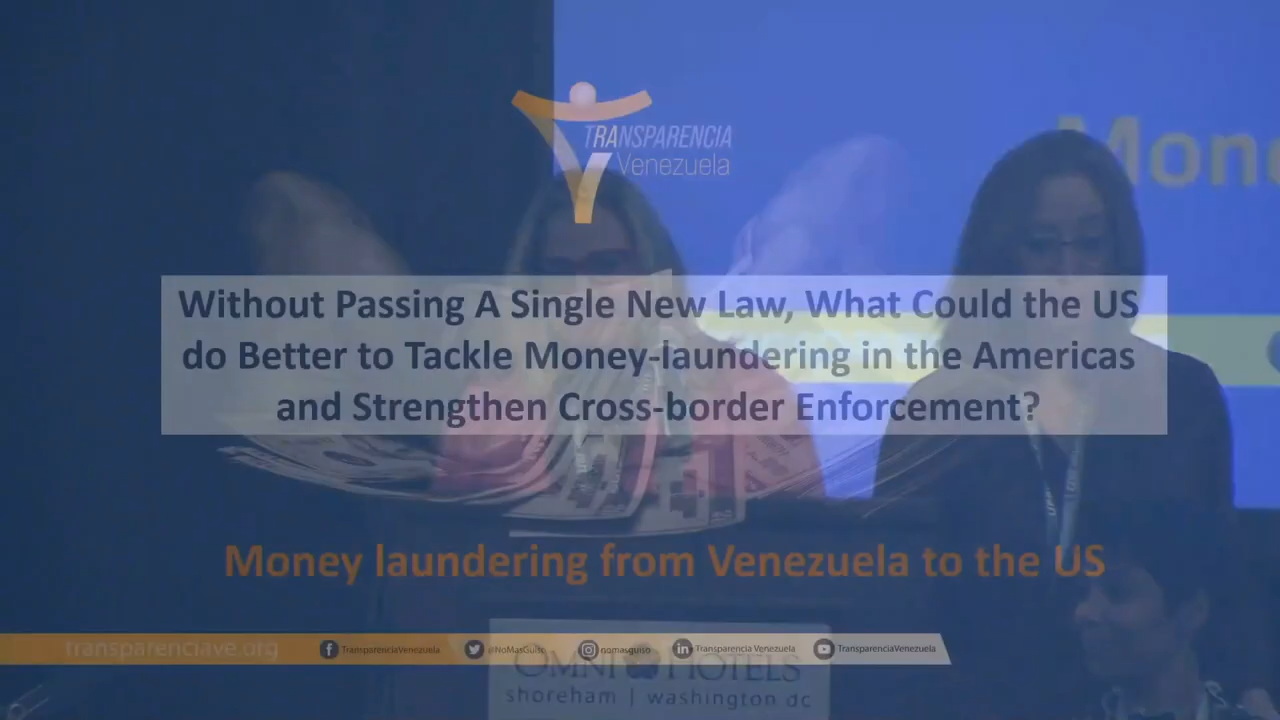 TRANSPARENCIA
Venezuela
Mon
Without Passing A Single New Law, What Could the US
do Better to Tackle Money-laundering in the Americas
and Strengthen Cross-border Enforcement?
Money laundering from Venezuela to the US
transparenciave.org
TransparenciaVenezuela
@NoMasGuiso
nomasguiso
Transparencia Venezuela
TransparenciaVenezuela
OMNI HOTELS
shoreham | washington dc